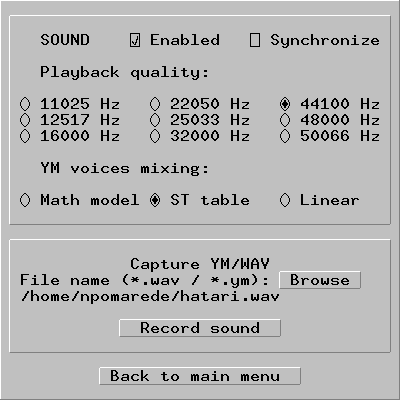 SOUND Enabled Synchronize
Playback quality:
11025 Hz 22050 Hz 44100 Hz
12517 Hz 25033 Hz 48000 Hz
16000 Hz 32000 Hz 50066 Hz
YM voices mixing:
Math model ST table Linear
Capture YM/WAV
File name (*.wav / *.ym): Browse
/home/npomarede/hatari.wav
Record sound
Back to main menu